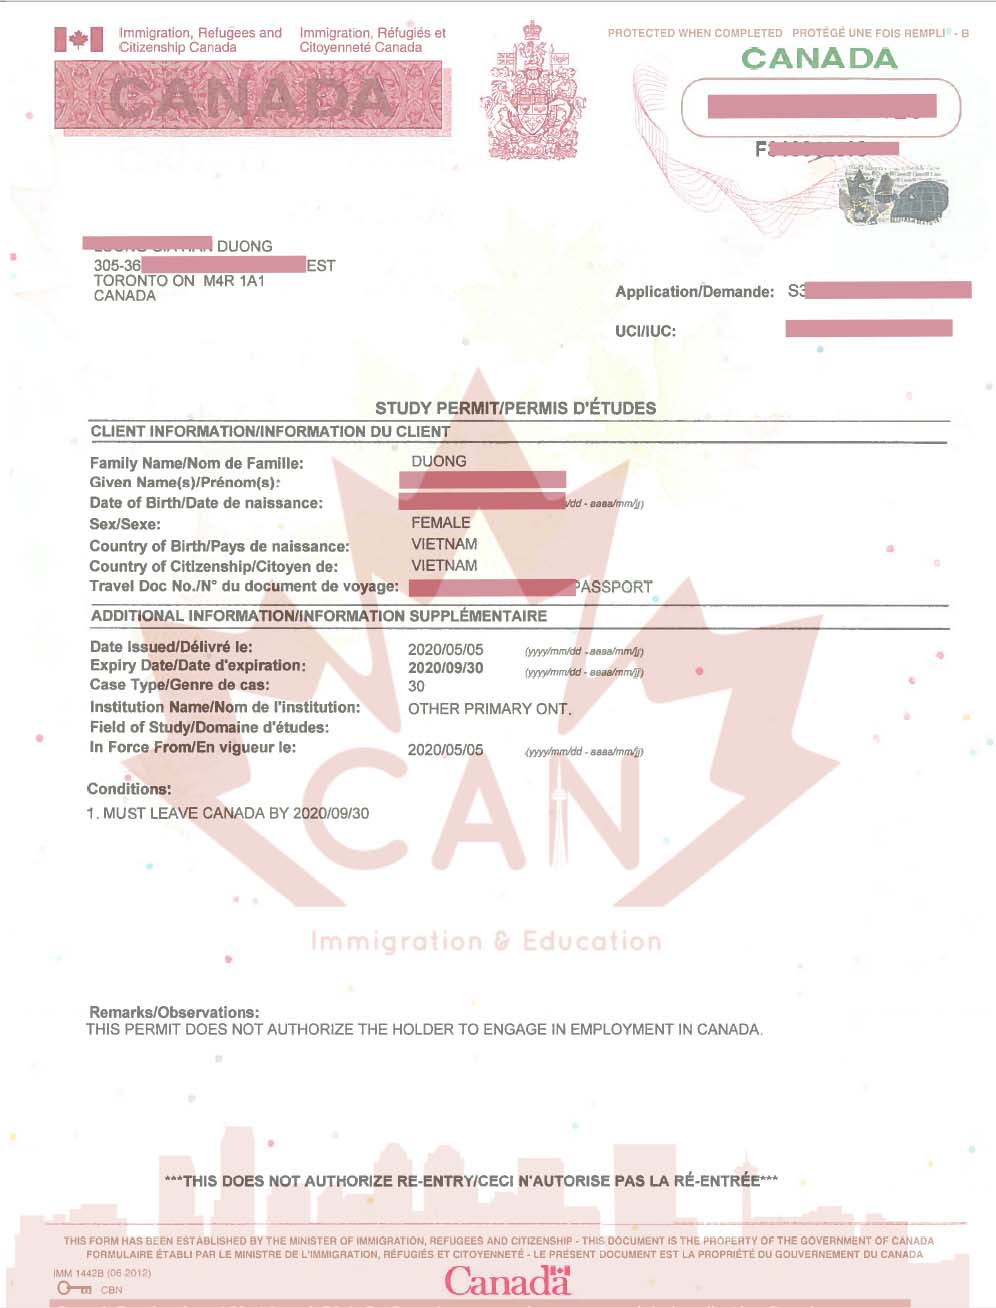 Immigration, Refugees and Citizenship Canada
Immigration, Réfugiés et Citoyenneté Canada
PROTECTED WHEN COMPLETED PROTÉGÉ UNE FOIS REMPLI - B
CANADA
CANADA
DUONG
305-36 EST
TORONTO ON M4R 1A1
CANADA
Application/Demande: S
UCI/IUC:
STUDY PERMIT/PERMIS D'ÉTUDES
CLIENT INFORMATION/INFORMATION DU CLIENT
Family Name/Nom de Famille: DUONG
Given Name(s)/Prénom(s):
Date of Birth/Date de naissance: /dd - aaaa/mm/jj)
Sex/Sexe: FEMALE
Country of Birth/Pays de naissance: VIETNAM
Country of Citizenship/Citoyen de: VIETNAM
Travel Doc No./N° du document de voyage: PASSPORT
ADDITIONAL INFORMATION/INFORMATION SUPPLÉMENTAIRE
Date Issued/Délivré le: 2020/05/05 (yyyy/mm/dd - aaaa/mm/jj)
Expiry Date/Date d'expiration: 2020/09/30 (yyyy/mm/dd - aaaa/mm/jj)
Case Type/Genre de cas: 30
Institution Name/Nom de l'institution: OTHER PRIMARY ONT.
Field of Study/Domaine d'études:
In Force From/En vigueur le: 2020/05/05 (yyyy/mm/dd - aaaa/mm/jj)
CAN
Conditions:
1. MUST LEAVE CANADA BY 2020/09/30
Immigration & Education
Remarks/Observations:
THIS PERMIT DOES NOT AUTHORIZE THE HOLDER TO ENGAGE IN EMPLOYMENT IN CANADA.
***THIS DOES NOT AUTHORIZE RE-ENTRY/CECI N'AUTORISE PAS LA RÉ-ENTRÉE***
THIS FORM HAS BEEN ESTABLISHED BY THE MINISTER OF IMMIGRATION, REFUGEES AND CITIZENSHIP - THIS DOCUMENT IS THE PROPERTY OF THE GOVERNMENT OF CANADA
FORMULAIRE ÉTABLI PAR LE MINISTRE DE L'IMMIGRATION, RÉFUGIÉS ET CITOYENNETÉ - LE PRÉSENT DOCUMENT EST LA PROPRIÉTÉ DU GOUVERNEMENT DU CANADA
IMM 1442B (06-2012)
CBN
Canada